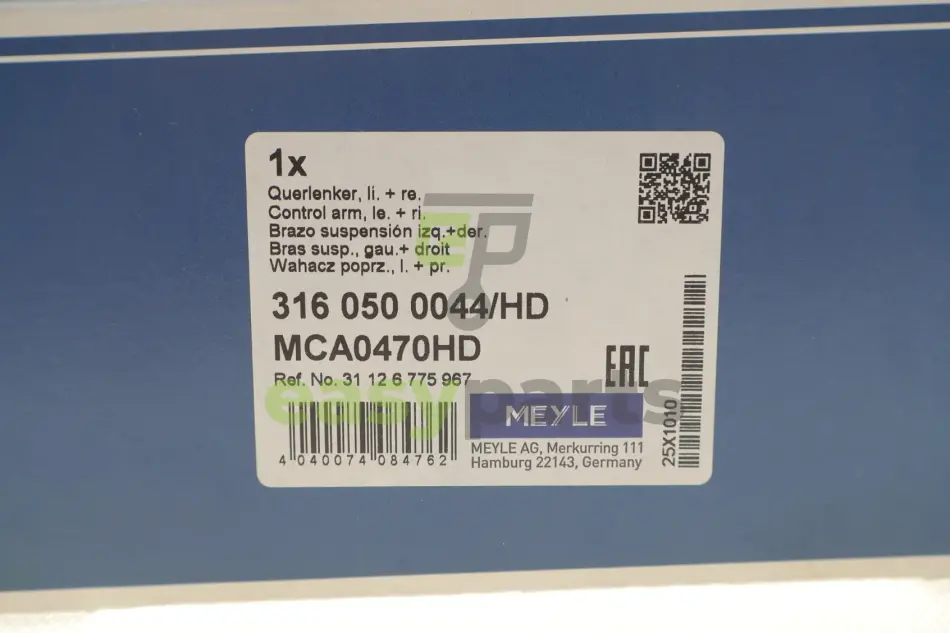 1x
Querlenker, li. + re.
Control arm, le. + ri.
Brazo suspensión izq.+der.
Bras susp., gau.+ droit
Wahacz poprz., l. + pr.
316 050 0044/HD
MCA0470HD
Ref. No. 31 12 6 775 967
EAC
EP
easyparts
MEYLE
MEYLE AG, Merkurring 111
Hamburg 22143, Germany
4 040074 084762
25X1010